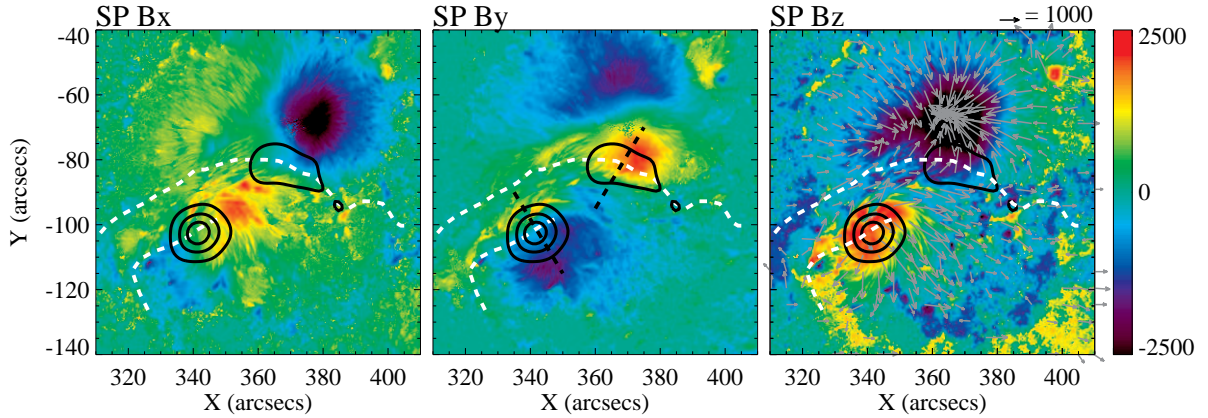 SP Bx
SP By
SP Bz
= 1000
Y (arcsecs)
-40
-60
-80
-100
-120
-140
320 340 360 380 400
320 340 360 380 400
320 340 360 380 400
X (arcsecs)
X (arcsecs)
X (arcsecs)
2500
0
-2500